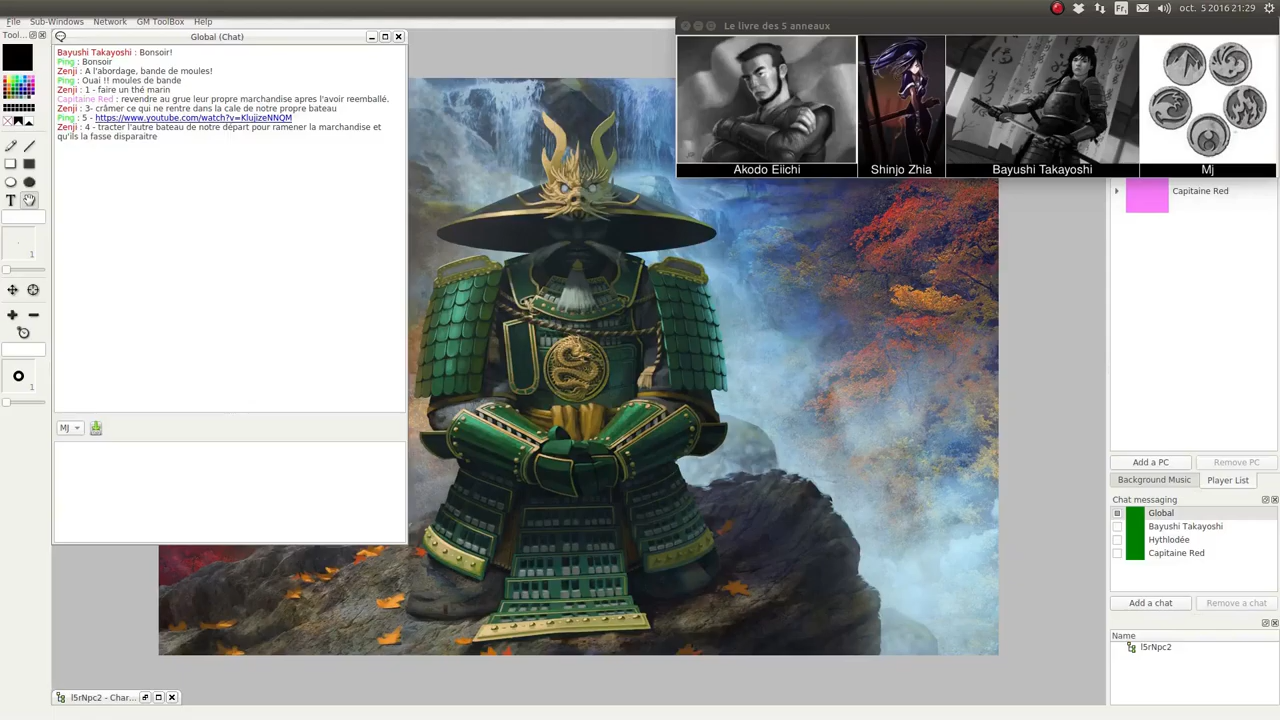 Fr,
oct. 5 2016 21:29
File Sub-Windows Network GM ToolBox Help
Le livre des 5 anneaux
Tool...
Global (Chat)
Bayushi Takayoshi : Bonsoir!
Ping : Bonsoir
Zenji : A l'abordage, bande de moules!
Ping : Ouai !! moules de bande
Zenji : 1 - faire un thé marin
Capitaine Red : revendre au grue leur propre marchandise apres l'avoir reemballé.
Zenji : 3- crâmer ce qui ne rentre dans la cale de notre propre bateau
Ping : 5 - https://www.youtube.com/watch?v=KlujizeNNQM
Zenji : 4 - tracter l'autre bateau de notre départ pour ramener la marchandise et
qu'ils la fasse disparaitre
Akodo Eiichi
Shinjo Zhia
Bayushi Takayoshi
Mj
Capitaine Red
T
1
1
MJ
Add a PC
Remove PC
Background Music
Player List
Chat messaging
Global
Bayushi Takayoshi
Hythlodée
Capitaine Red
Add a chat
Remove a chat
Name
l5rNpc2
l5rNpc2 - Char...